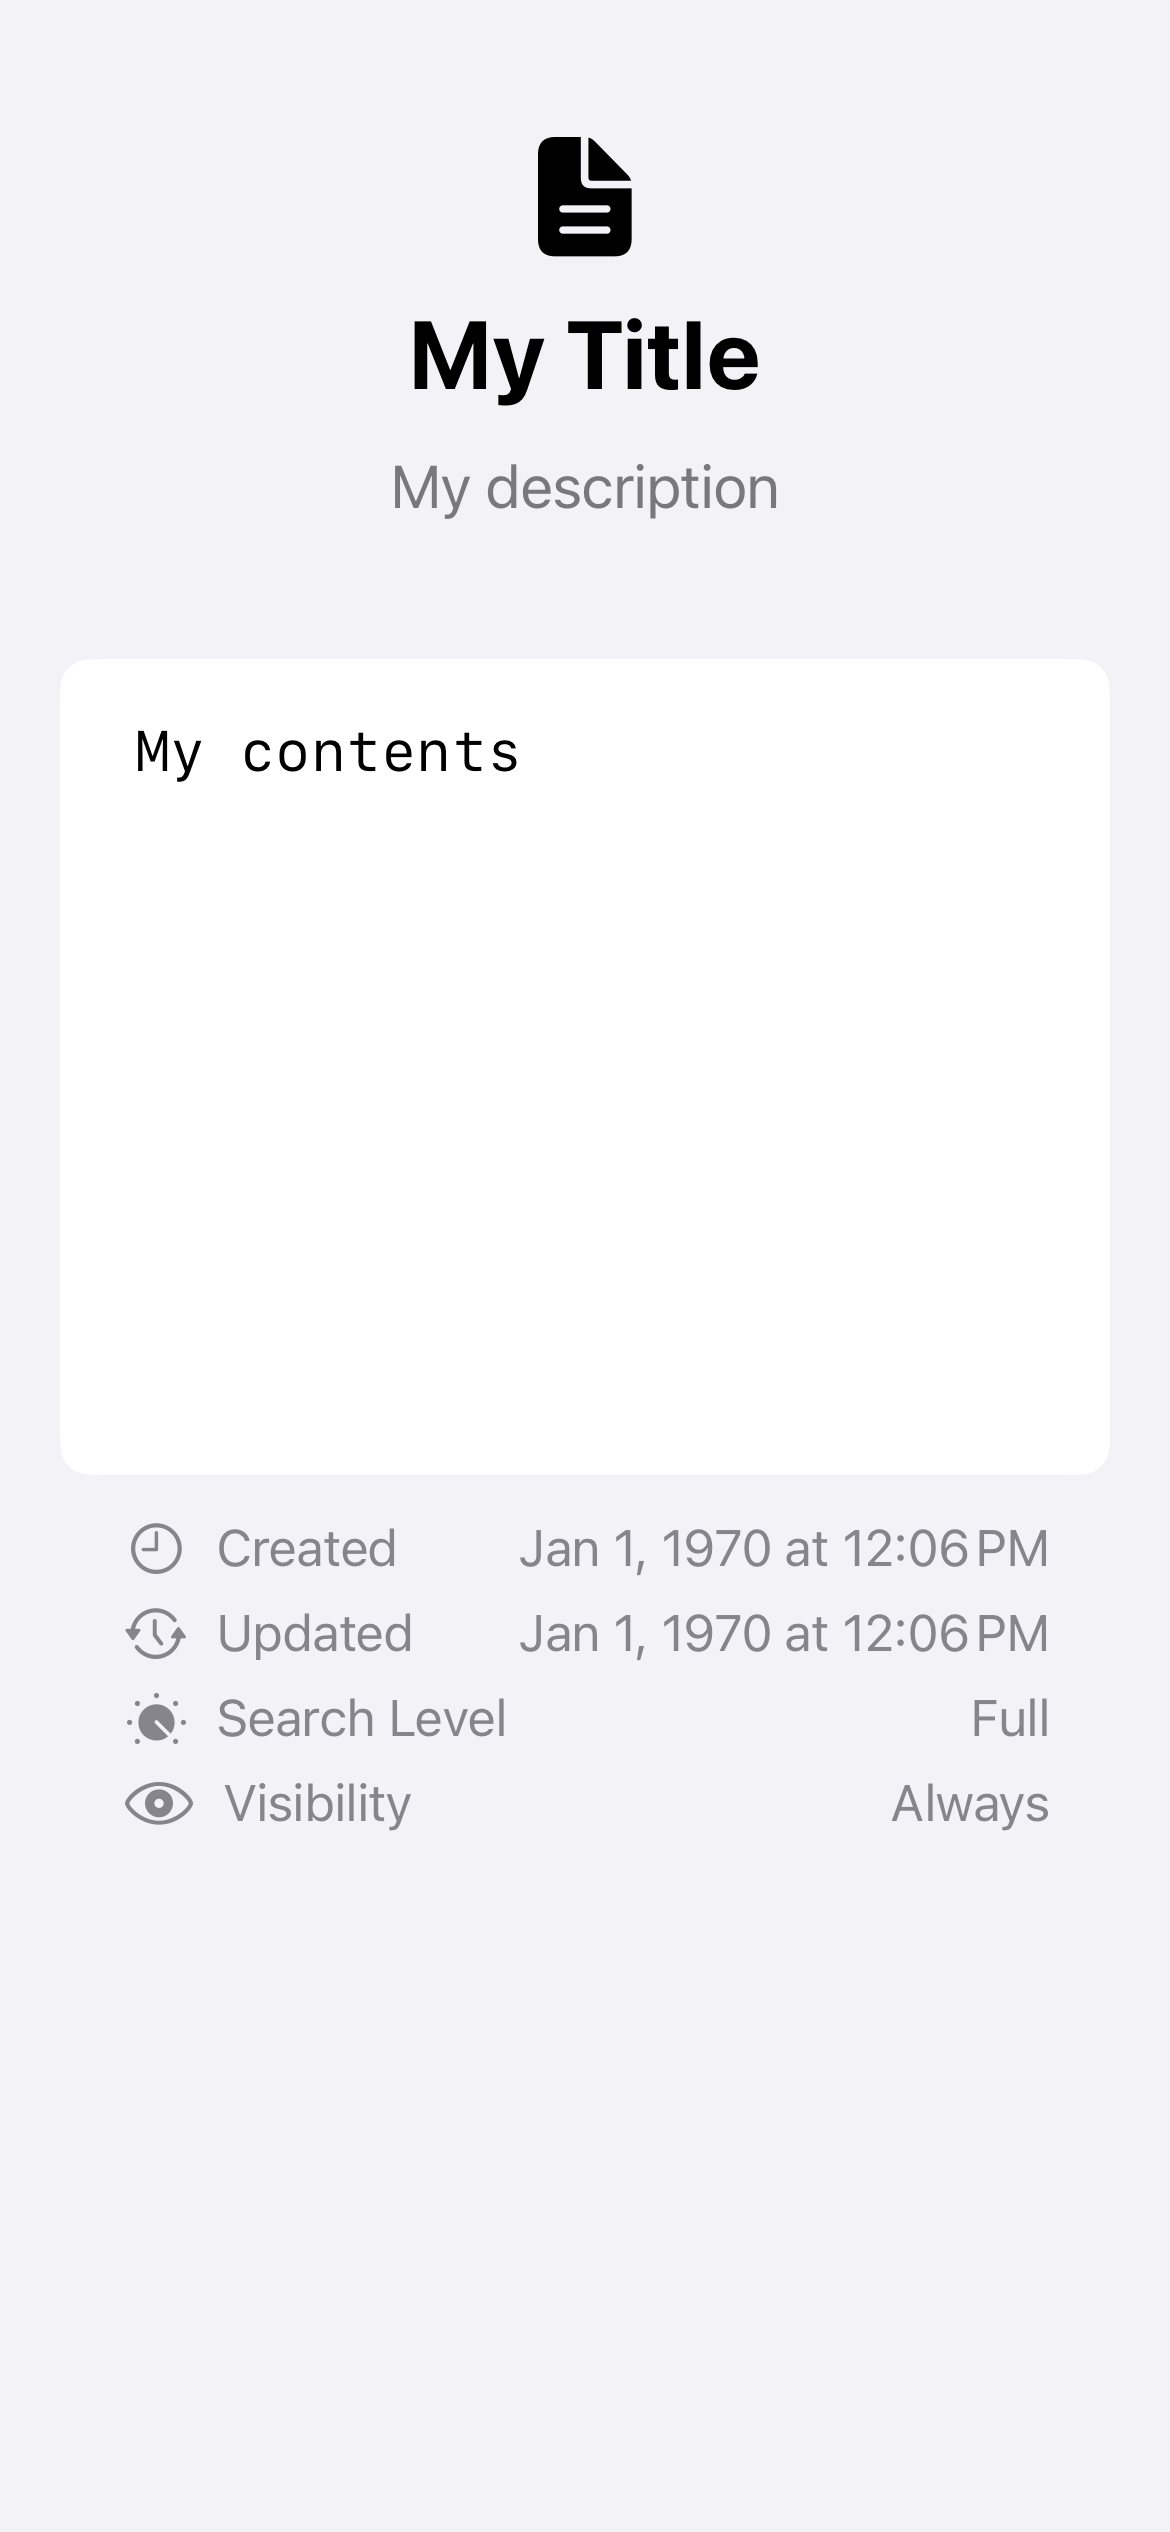 My Title
My description
My contents
Created Jan 1, 1970 at 12:06 PM
Updated Jan 1, 1970 at 12:06 PM
Search Level Full
Visibility Always